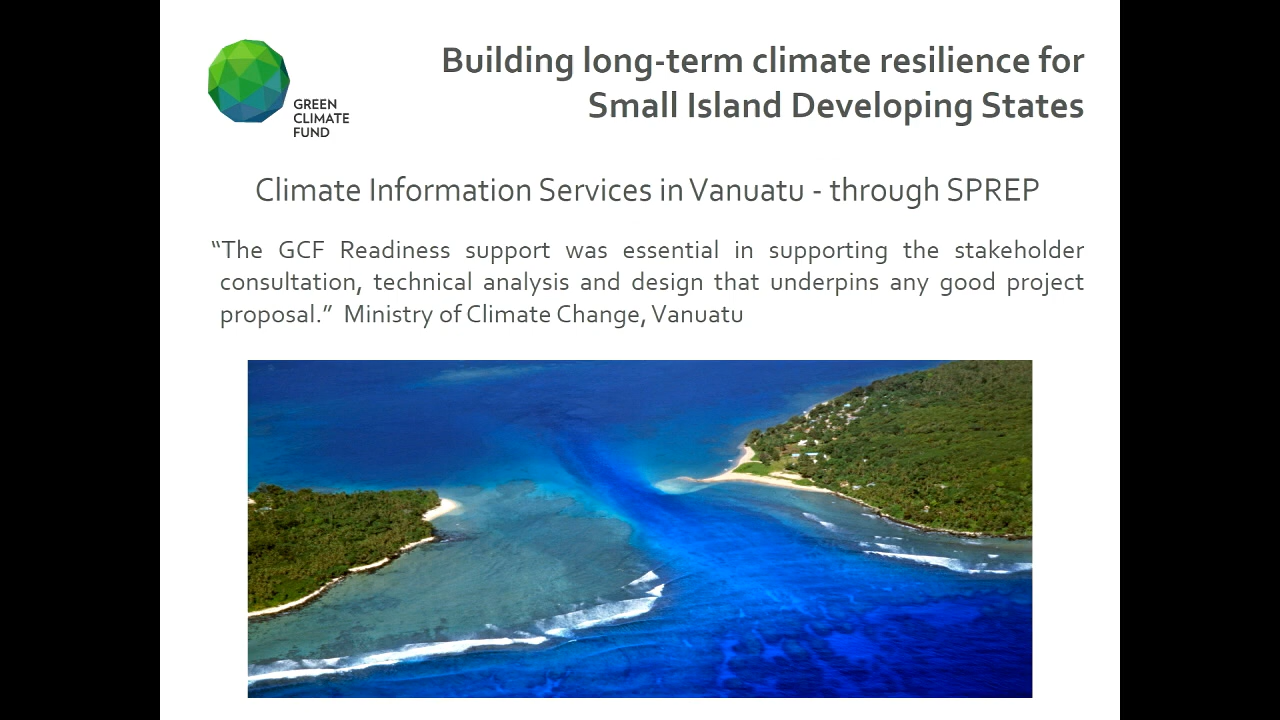 GREEN
CLIMATE
FUND
Building long-term climate resilience for
Small Island Developing States
Climate Information Services in Vanuatu - through SPREP
“The GCF Readiness support was essential in supporting the stakeholder
consultation, technical analysis and design that underpins any good project
proposal.” Ministry of Climate Change, Vanuatu